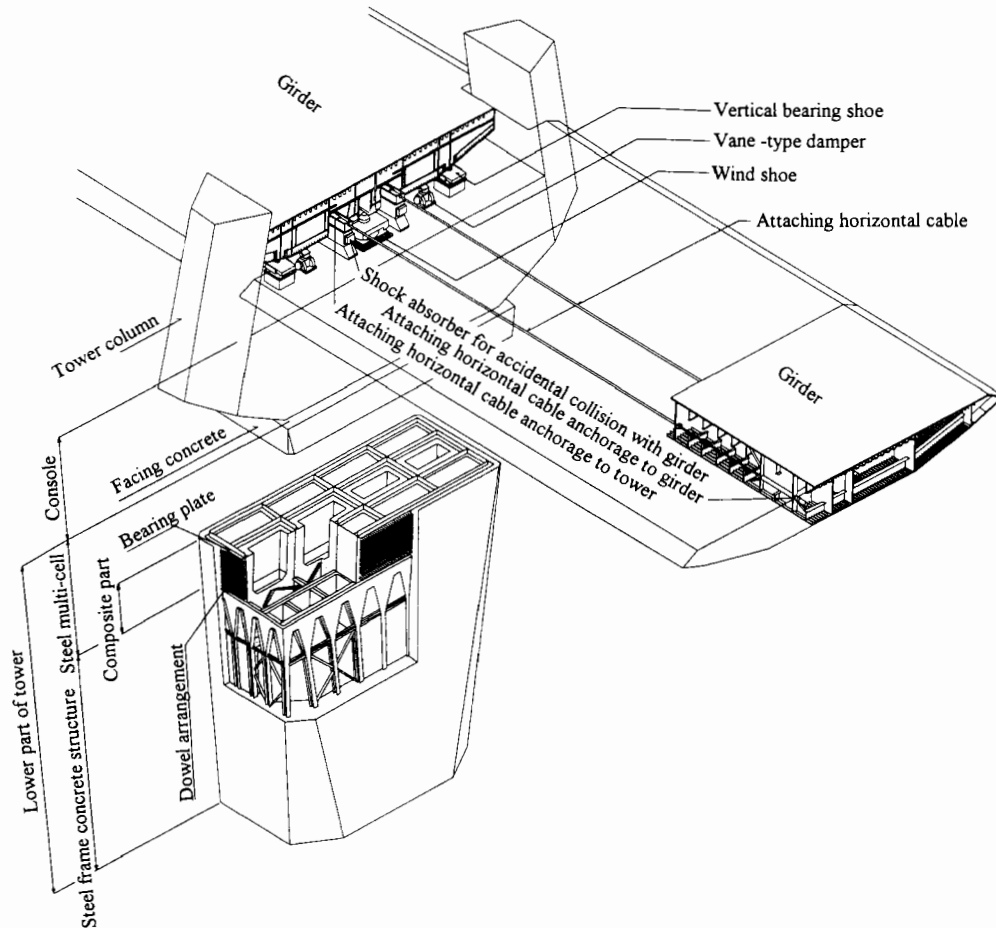 Girder
Vertical bearing shoe
Vane -type damper
Wind shoe
Attaching horizontal cable
Shock absorber for accidental collision with girder
Attaching horizontal cable anchorage to girder
Attaching horizontal cable anchorage to tower
Girder
Tower column
Facing concrete
Bearing plate
Console
Steel multi-cell
Composite part
Dowel arrangement
Lower part of tower
Steel frame concrete structure